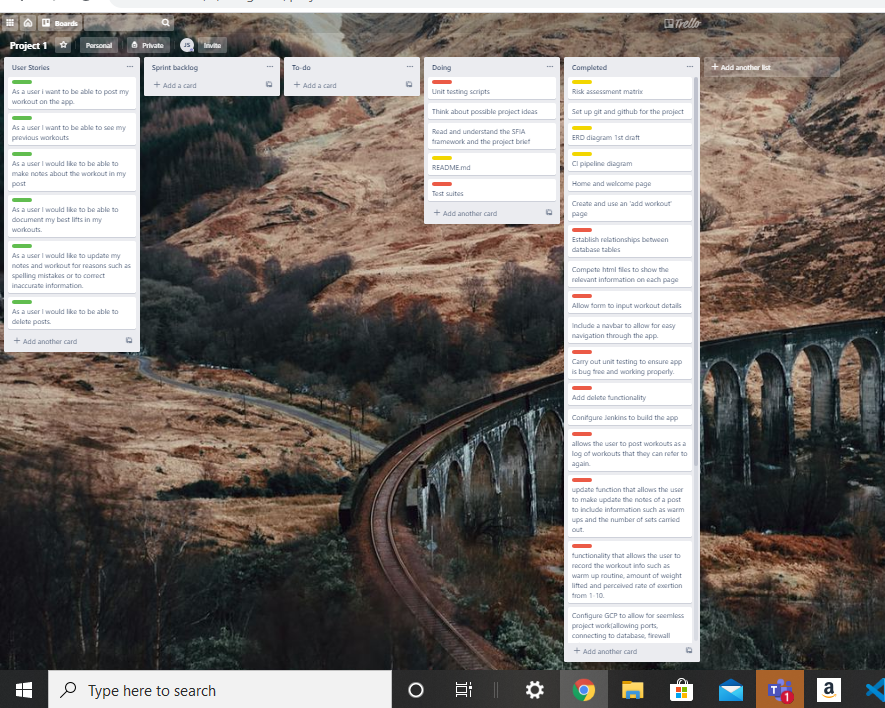 Boards
Trello
Project 1
Personal
Private
JS
Invite
User Stories
As a user I want to be able to post my
workout on the app.
As a user I want to be able to see my
previous workouts
As a user I would like to be able to
make notes about the workout in my
post
As a user I would like to be able to
document my best lifts in my
workouts.
As a user I would like to update my
notes and workout for reasons such as
spelling mistakes or to correct
inaccurate information.
As a user I would like to be able to
delete posts.
+ Add another card
Sprint backlog
+ Add a card
To-do
+ Add a card
Doing
Unit testing scripts
Think about possible project ideas
Read and understand the SFIA
framework and the project brief
README.md
Test suites
+ Add another card
Completed
Risk assessment matrix
Set up git and github for the project
ERD diagram 1st draft
CI pipeline diagram
Home and welcome page
Create and use an 'add workout'
page
Establish relationships between
database tables
Compete html files to show the
relevant information on each page
Allow form to input workout details
Include a navbar to allow for easy
navigation through the app.
Carry out unit testing to ensure app
is bug free and working properly.
Add delete functionality
Configure Jenkins to build the app
allows the user to post workouts as a
log of workouts that they can refer to
again.
update function that allows the user
to make update the notes of a post
to include information such as warm
ups and the number of sets carried
out.
functionality that allows the user to
record the workout info such as
warm up routine, amount of weight
lifted and perceived rate of exertion
from 1-10.
Configure GCP to allow for seemless
project work(allowing ports,
connecting to database, firewall
+ Add another card
+ Add another list
Type here to search
T
1
a